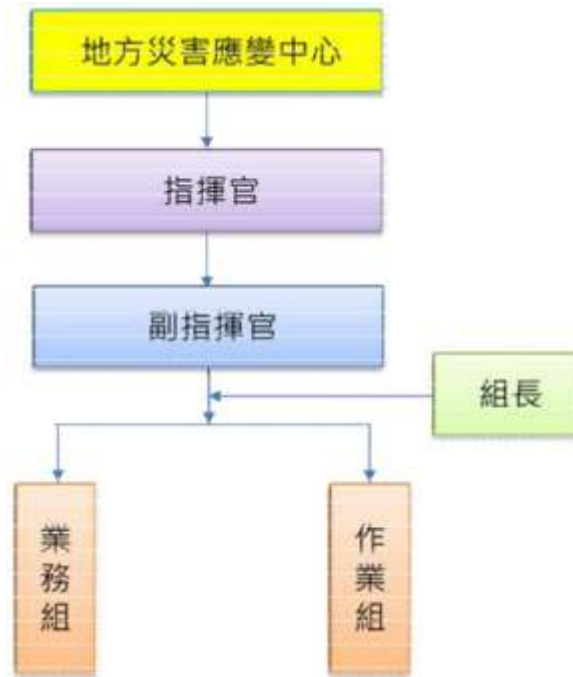 地方災害應變中心
指揮官
副指揮官
組長
業務組
作業組